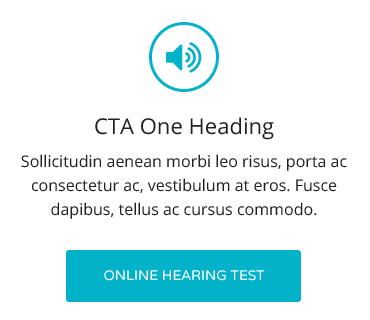 CTA One Heading
Sollicitudin aenean morbi leo risus, porta ac
consectetur ac, vestibulum at eros. Fusce
dapibus, tellus ac cursus commodo.
ONLINE HEARING TEST